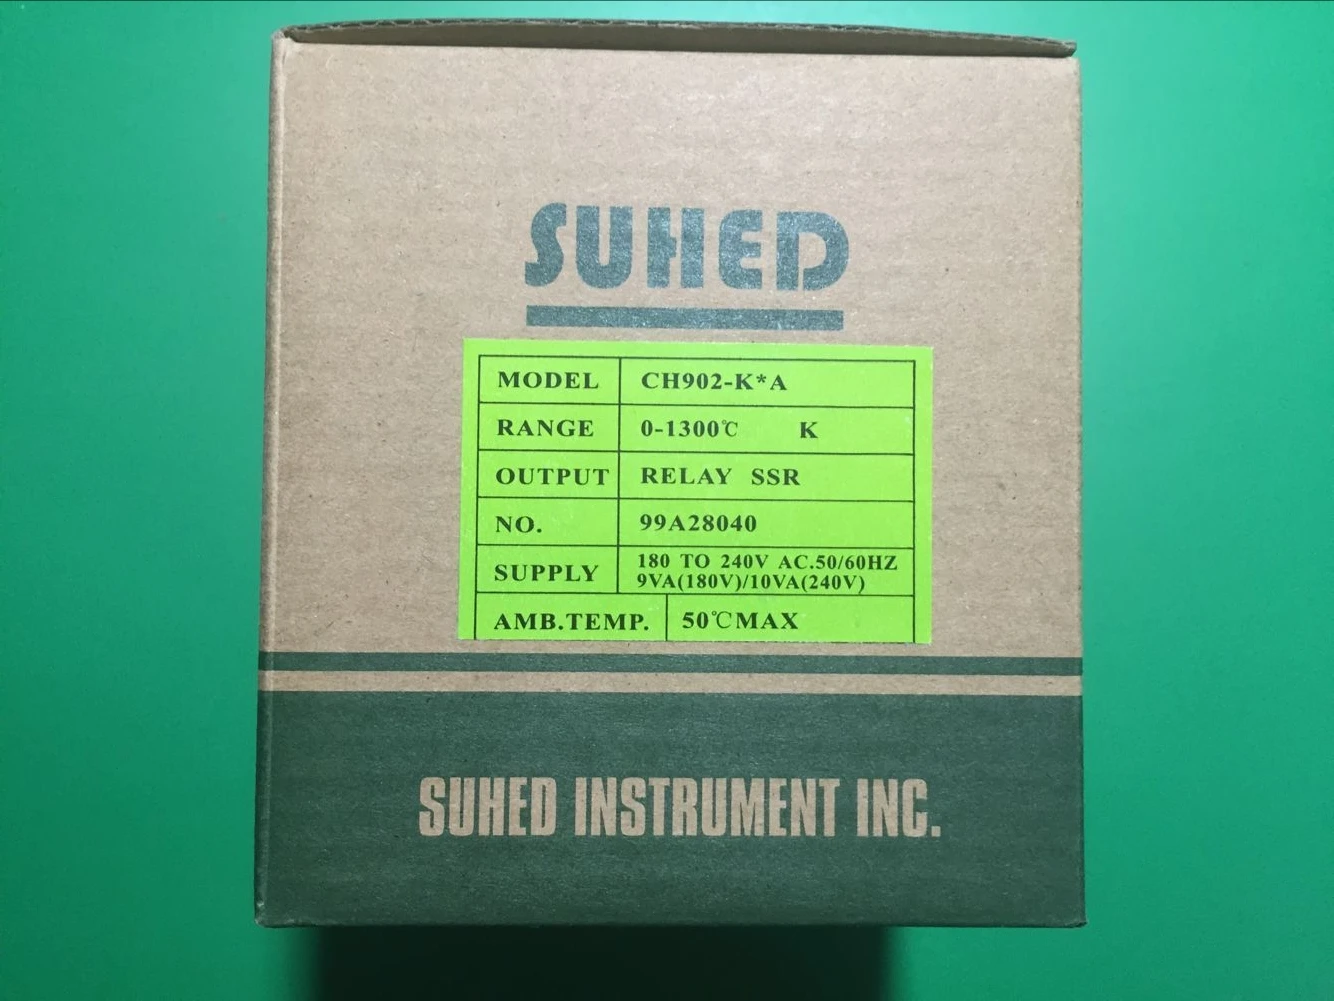 SUHED
MODEL CH902-K*A
RANGE 0-1300℃ K
OUTPUT RELAY SSR
NO. 99A28040
SUPPLY 180 TO 240V AC.50/60HZ
9VA(180V)/10VA(240V)
AMB.TEMP. 50℃MAX
SUHED INSTRUMENT INC.